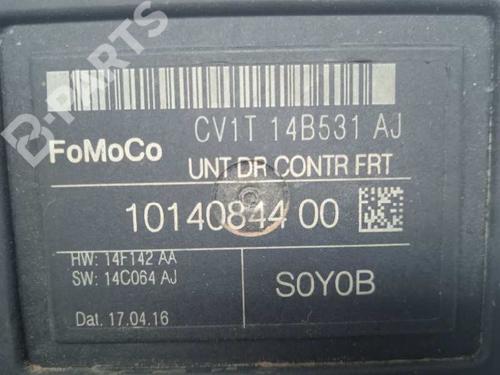 B-PARTS
CV1T 14B531 AJ
FoMoCo
UNT DR CONTR FRT
10140844 00
HW: 14F142 AA
SW: 14C064 AJ
S0Y0B
Dat. 17.04.16